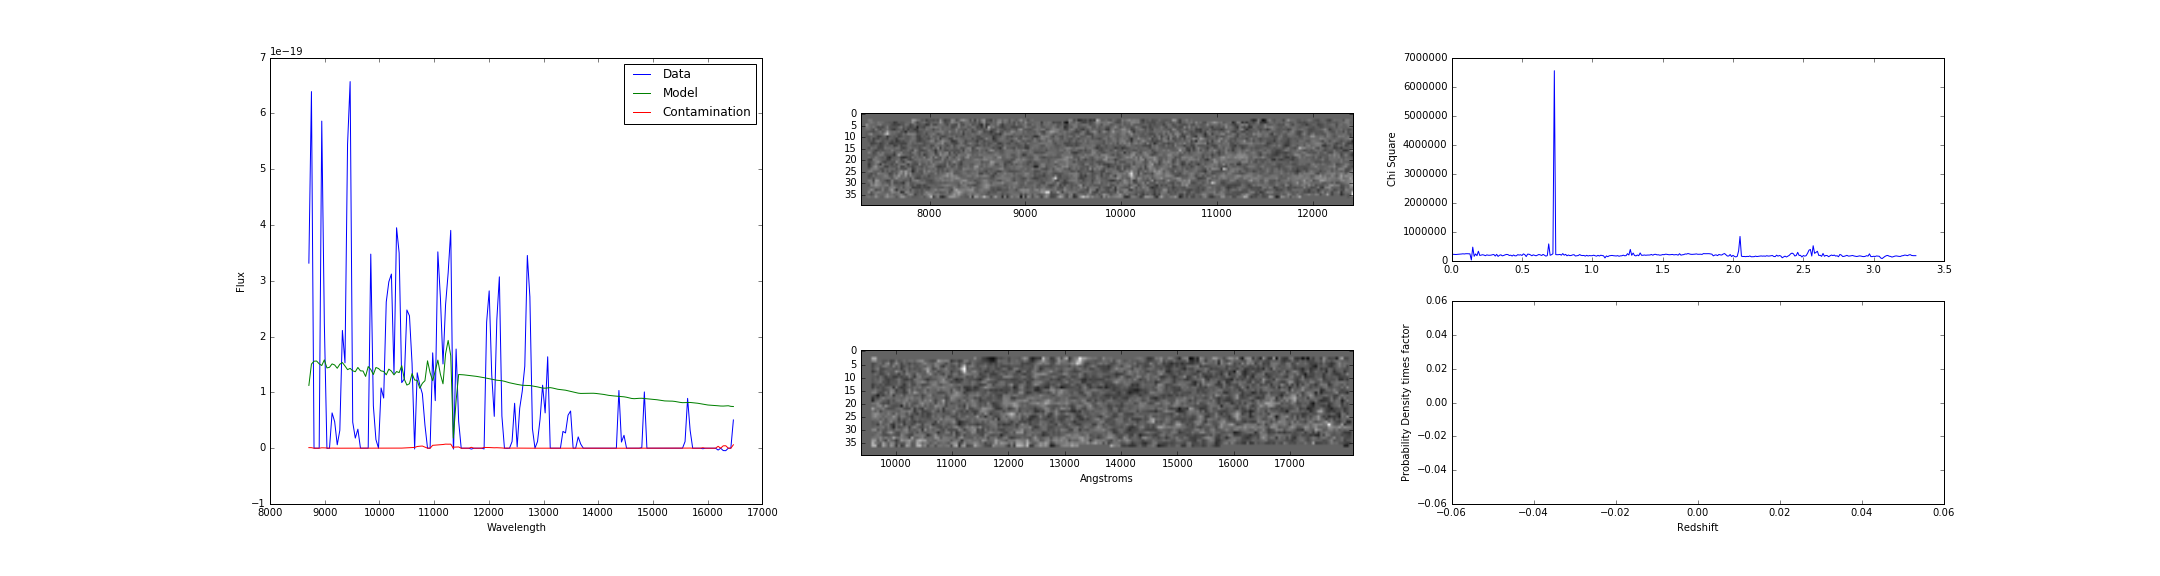 1e−19
7
6
5
4
3
2
1
0
−1
8000 9000 10000 11000 12000 13000 14000 15000 16000 17000
Flux
Wavelength
Data
Model
Contamination
0
5
10
15
20
25
30
35
8000 9000 10000 11000 12000
0
5
10
15
20
25
30
35
10000 11000 12000 13000 14000 15000 16000 17000
Angstroms
7000000
6000000
5000000
4000000
3000000
2000000
1000000
0
0.0 0.5 1.0 1.5 2.0 2.5 3.0 3.5
Chi Square
0.06
0.04
0.02
0.00
−0.02
−0.04
−0.06
−0.06 −0.04 −0.02 0.00 0.02 0.04 0.06
Probability Density times factor
Redshift